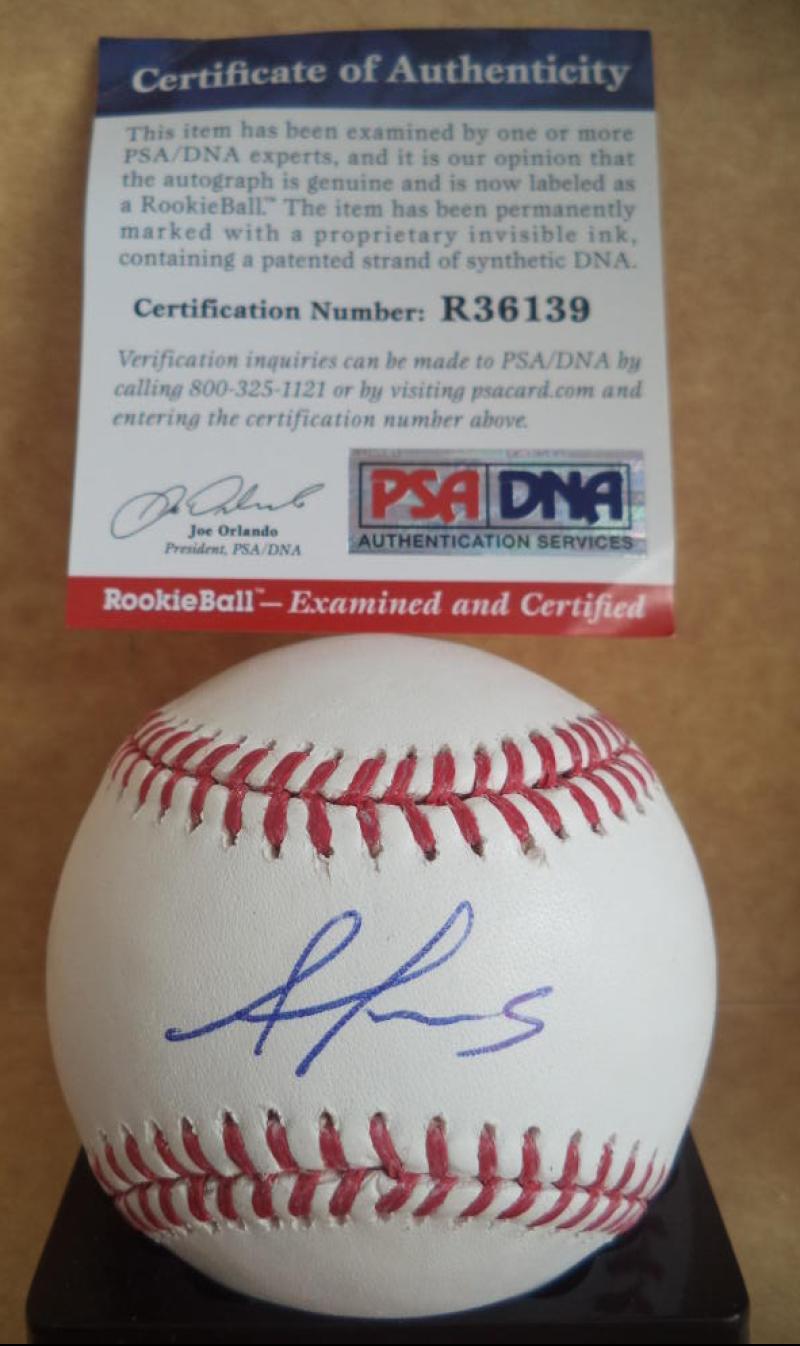 Certificate of Authenticity
This item has been examined by one or more
PSA/DNA experts, and it is our opinion that
the autograph is genuine and is now labeled as
a RookieBall.™ The item has been permanently
marked with a proprietary invisible ink,
containing a patented strand of synthetic DNA.
Certification Number: R36139
Verification inquiries can be made to PSA/DNA by
calling 800-325-1121 or by visiting psacard.com and
entering the certification number above.
Joe Orlando
President, PSA/DNA
PSA DNA
AUTHENTICATION SERVICES
RookieBall™— Examined and Certified